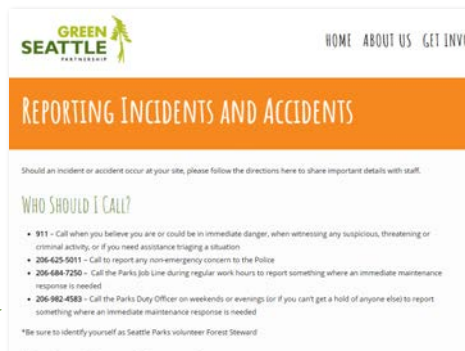 GREEN
SEATTLE
PARTNERSHIP
HOME ABOUT US GET INVO
REPORTING INCIDENTS AND ACCIDENTS
Should an incident or accident occur at your site, please follow the directions here to share important details with staff.
WHO SHOULD I CALL?
• 911 – Call when you believe you are or could be in immediate danger, when witnessing any suspicious, threatening or
criminal activity, or if you need assistance triaging a situation
• 206-625-5011 – Call to report any non-emergency concern to the Police
• 206-684-7250 – Call the Parks Job Line during regular work hours to report something where an immediate maintenance
response is needed
• 206-982-4583 – Call the Parks Duty Officer on weekends or evenings (or if you can't get a hold of anyone else) to report
something where an immediate maintenance response is needed
*Be sure to identify yourself as Seattle Parks volunteer Forest Steward